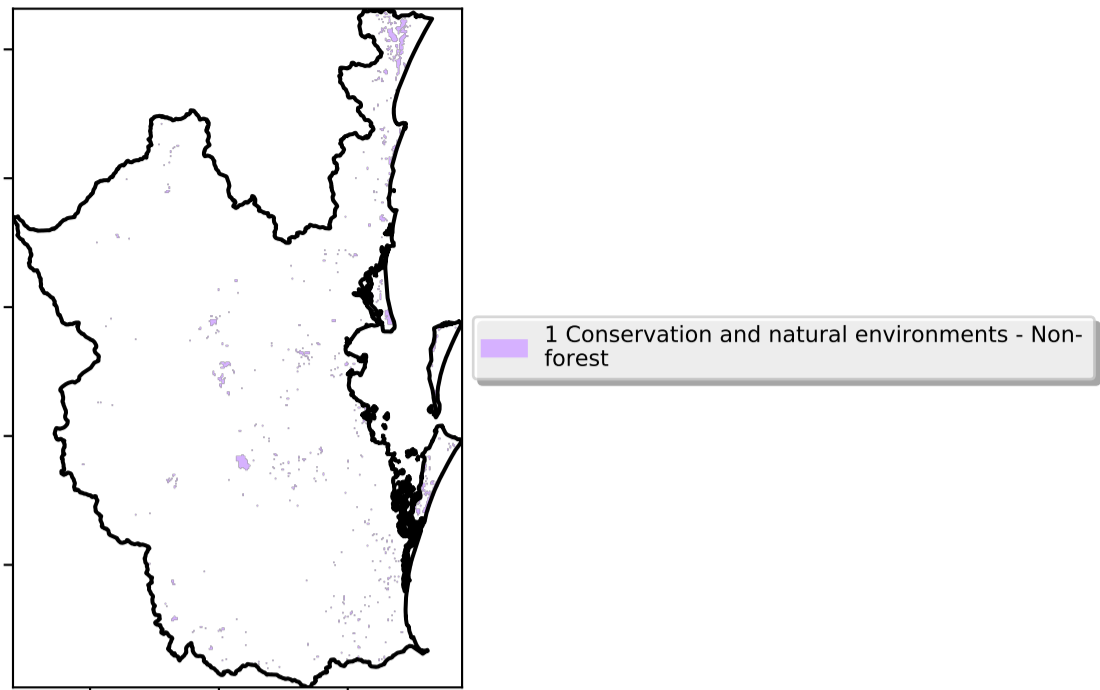 1 Conservation and natural environments - Non-
forest